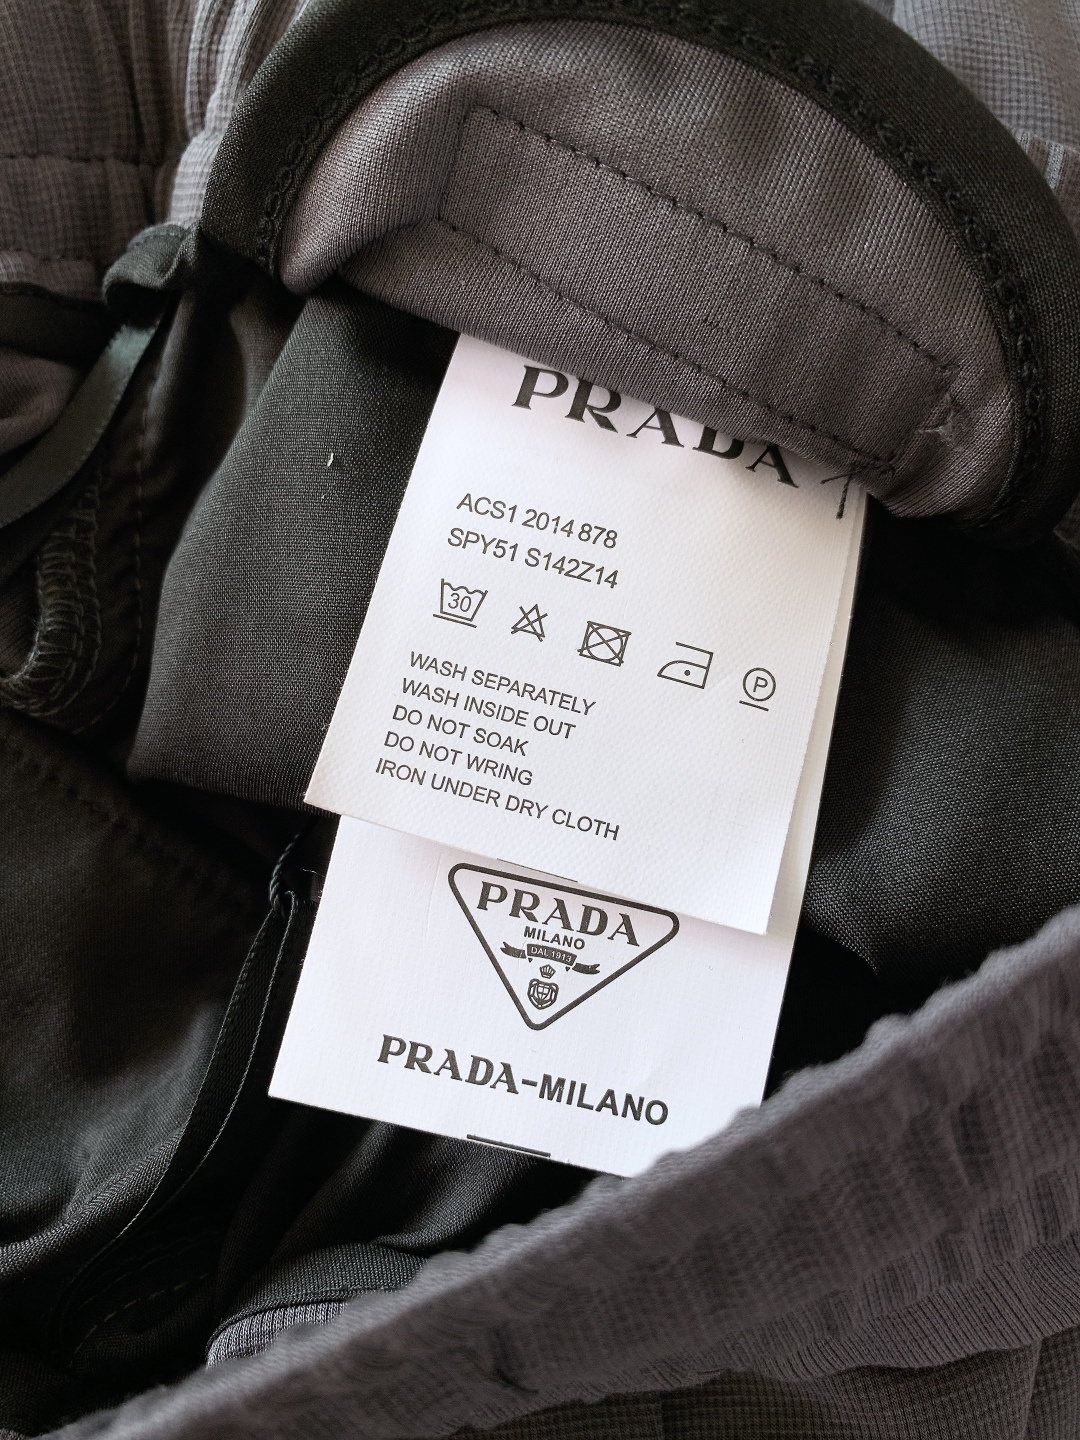 PRADA
ACS1 2014 878
SPY51 S142Z14
30
P
WASH SEPARATELY
WASH INSIDE OUT
DO NOT SOAK
DO NOT WRING
IRON UNDER DRY CLOTH
PRADA
MILANO
DAL 1913
PRADA-MILANO